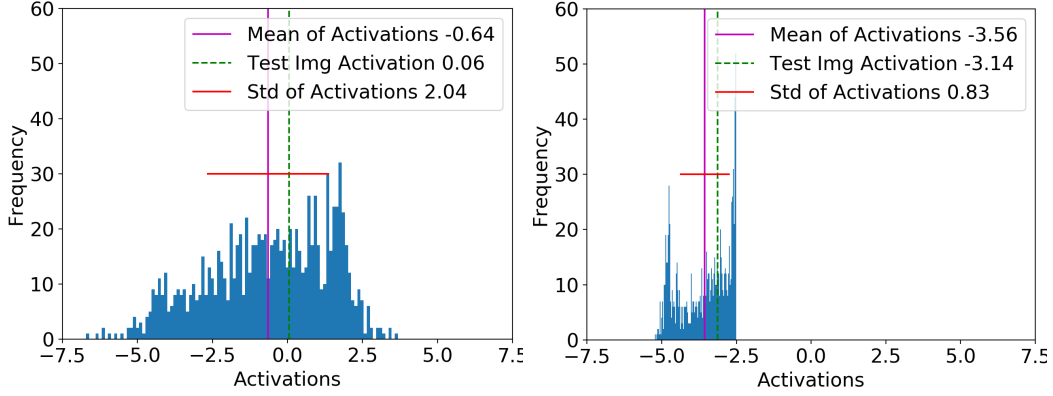 60
50
40
30
20
10
0
Frequency
Mean of Activations -0.64
Test Img Activation 0.06
Std of Activations 2.04
−7.5 −5.0 −2.5 0.0 2.5 5.0 7.5
Activations
60
50
40
30
20
10
0
Frequency
Mean of Activations -3.56
Test Img Activation -3.14
Std of Activations 0.83
−7.5 −5.0 −2.5 0.0 2.5 5.0 7.5
Activations